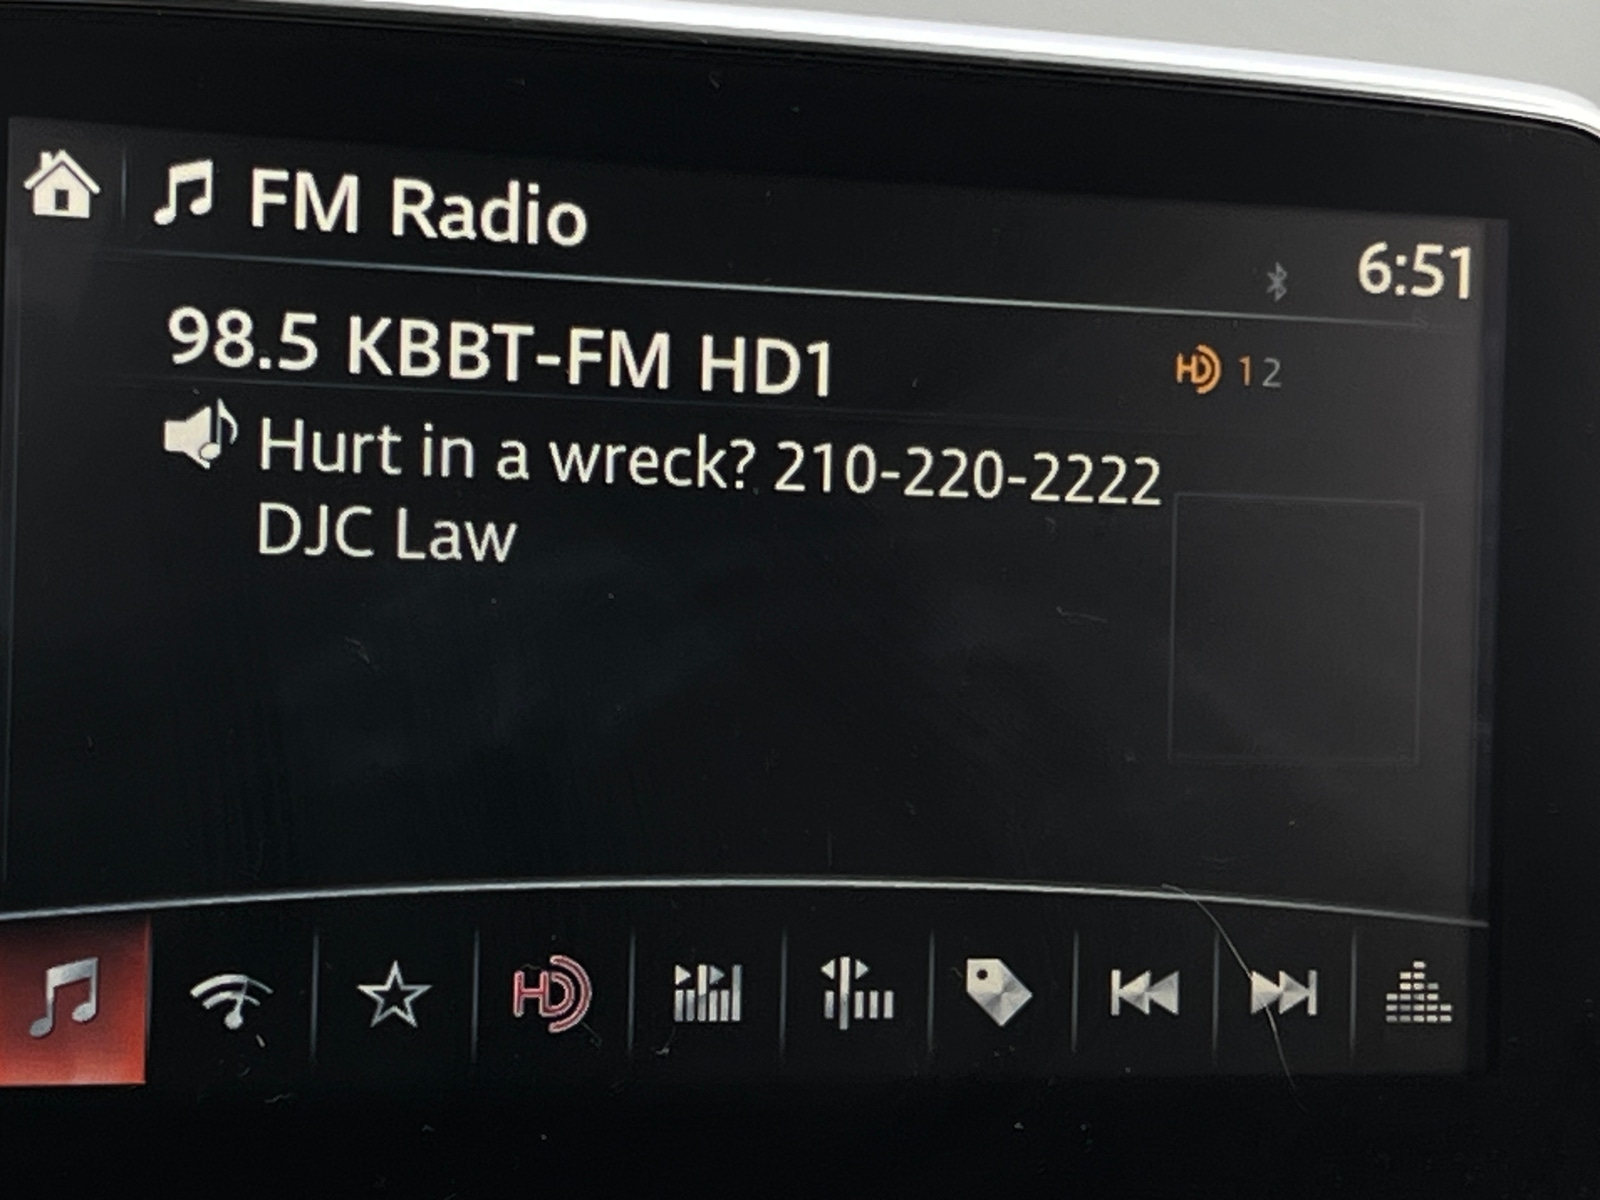 FM Radio
6:51
98.5 KBBT-FM HD1
HD 1 2
Hurt in a wreck? 210-220-2222
DJC Law
HD